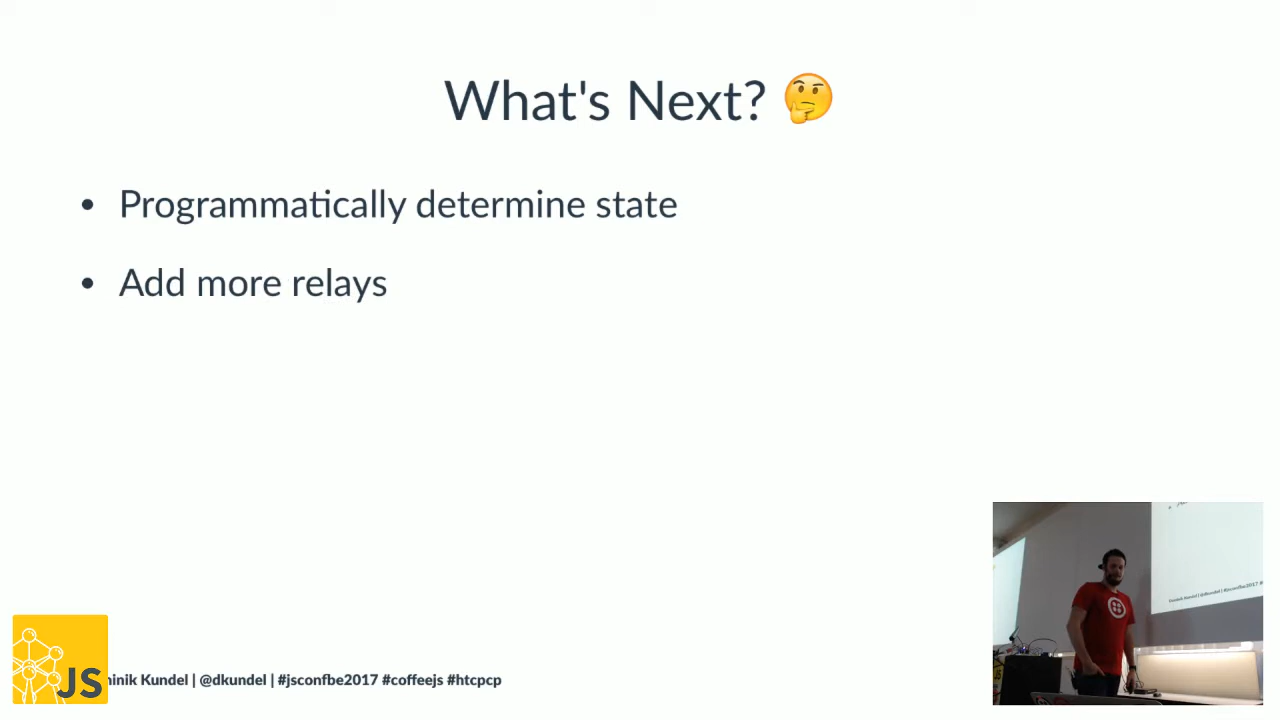 What's Next? 🤔
• Programmatically determine state
• Add more relays
JS
inik Kundel | @dkundel | #jsconfbe2017 #coffeejs #htcpcp